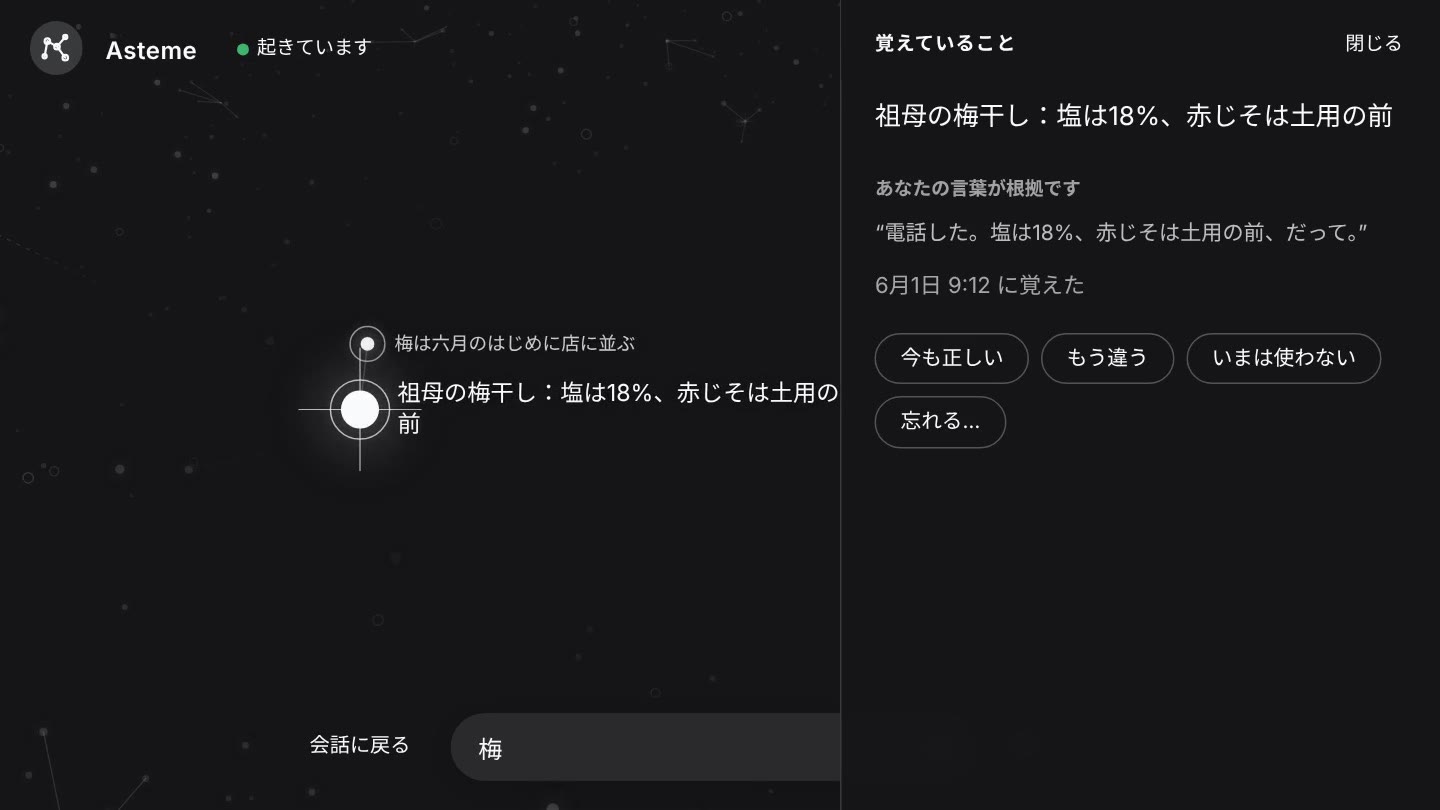 Asteme
起きています
梅は六月のはじめに店に並ぶ
祖母の梅干し：塩は18%、赤じそは土用の
前
会話に戻る
梅
覚えていること
閉じる
祖母の梅干し：塩は18%、赤じそは土用の前
あなたの言葉が根拠です
“電話した。塩は18%、赤じそは土用の前、だって。”
6月1日 9:12 に覚えた
今も正しい
もう違う
いまは使わない
忘れる…